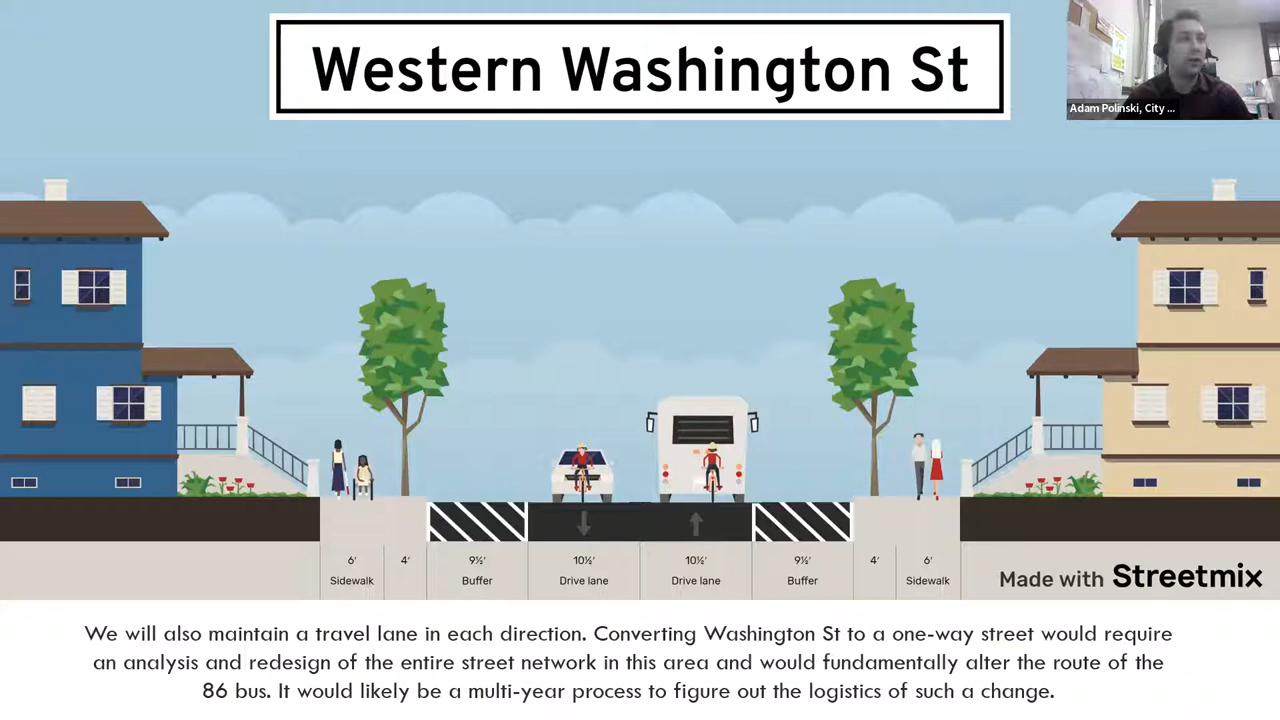 Western Washington St
Adam Polinski, City ...
6' 4' 9½' 10½' 10½' 9½' 4' 6'
Sidewalk Buffer Drive lane Drive lane Buffer Sidewalk
Made with Streetmix
We will also maintain a travel lane in each direction. Converting Washington St to a one-way street would require
an analysis and redesign of the entire street network in this area and would fundamentally alter the route of the
86 bus. It would likely be a multi-year process to figure out the logistics of such a change.